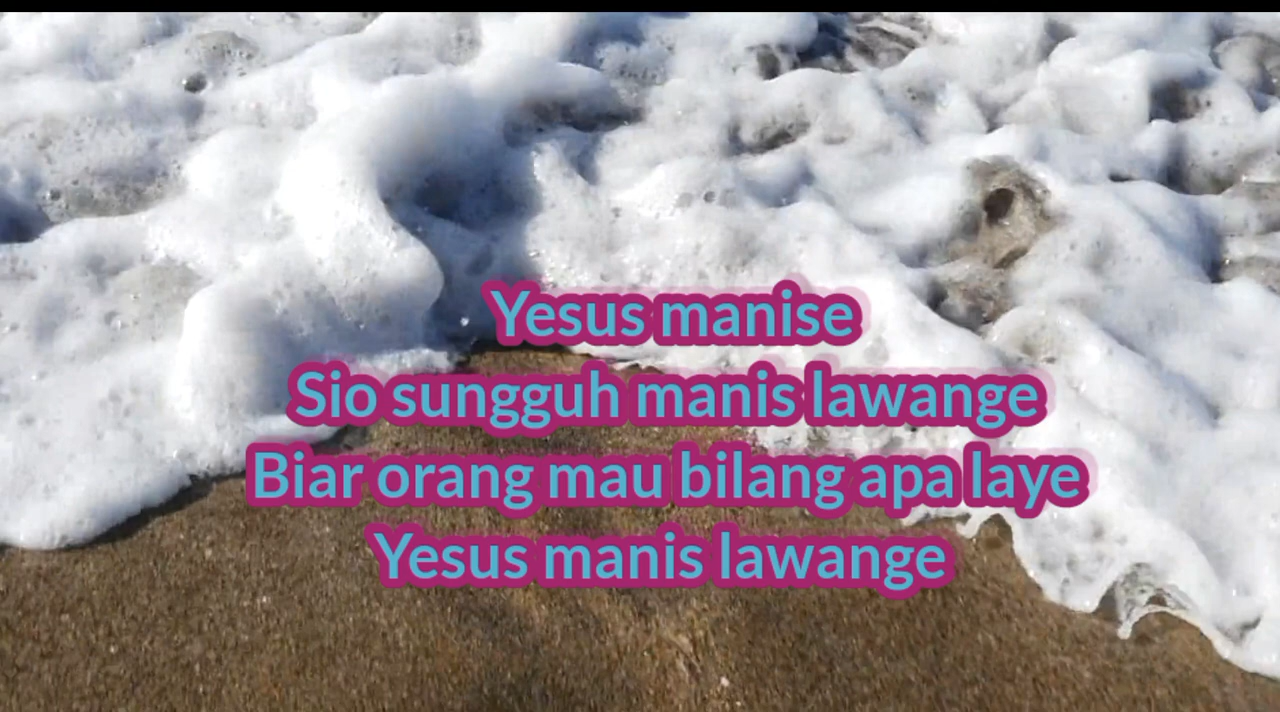 Yesus manise
Sio sungguh manis lawange
Biar orang mau bilang apa laye
Yesus manis lawange